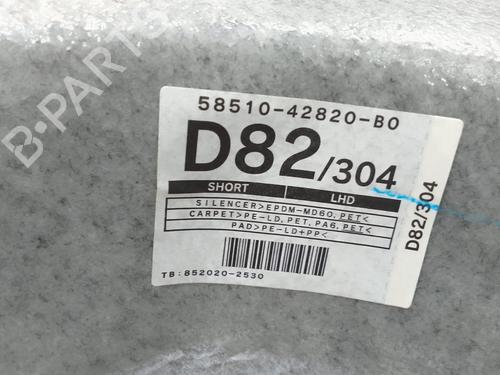 58510-42820-B0
D82/304
SHORT LHD
SILENCER>EPDM-MD60, PET<
CARPET>PE-LD, PET, PA6, PET<
PAD>PE-LD+PP<
TB:852020-2530
D82/304
B-PARTS